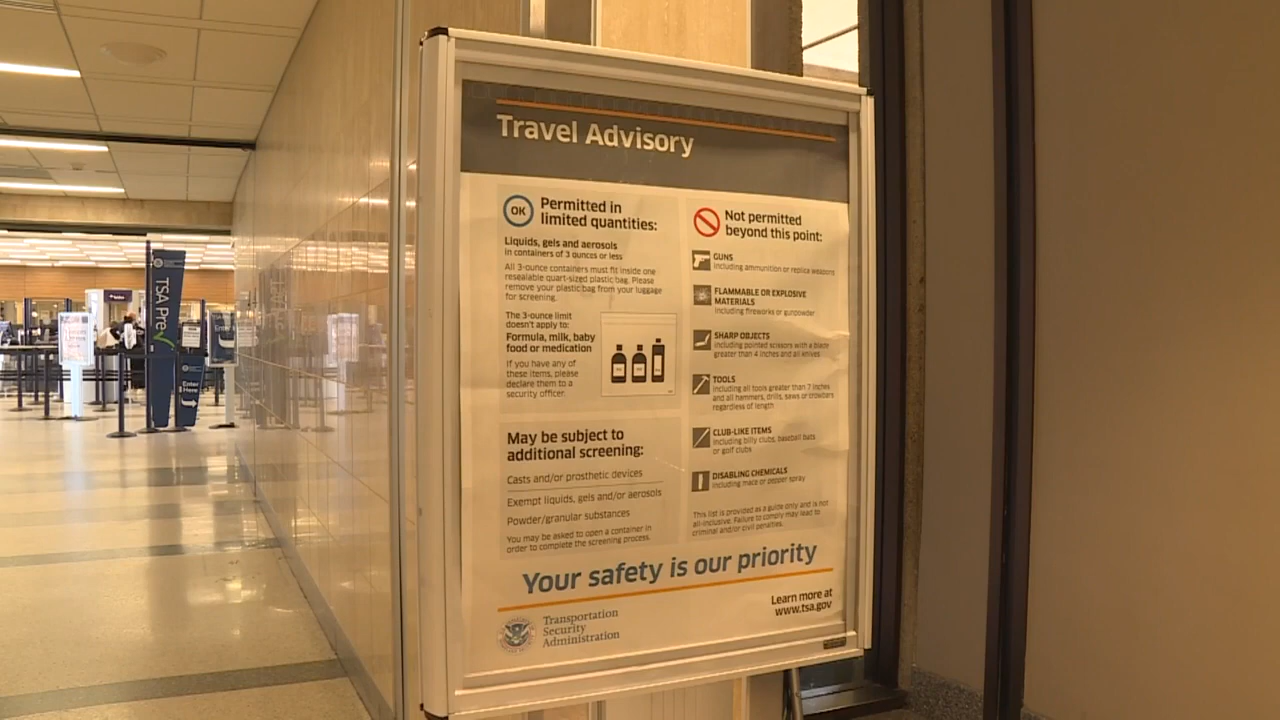 Travel Advisory
OK
Permitted in
limited quantities:
Liquids, gels and aerosols
in containers of 3 ounces or less
All 3-ounce containers must fit inside one
resealable quart-sized plastic bag. Please
remove your plastic bag from your luggage
for screening.
The 3-ounce limit
doesn't apply to:
Formula, milk, baby
food or medication
If you have any of
these items, please
declare them to a
security officer.
May be subject to
additional screening:
Casts and/or prosthetic devices
Exempt liquids, gels and/or aerosols
Powder/granular substances
You may be asked to open a container in
order to complete the screening process.
Not permitted
beyond this point:
GUNS
including ammunition or replica weapons
FLAMMABLE OR EXPLOSIVE
MATERIALS
including fireworks or gunpowder
SHARP OBJECTS
including pointed scissors with a blade
greater than 4 inches and all knives
TOOLS
including all tools greater than 7 inches
and all hammers, drills, saws or crowbars
regardless of length
CLUB-LIKE ITEMS
including billy clubs, baseball bats
or golf clubs
DISABLING CHEMICALS
including mace or pepper spray
This list is provided as a guide only and is not
all-inclusive. Failure to comply may lead to
criminal and/or civil penalties.
Your safety is our priority
Transportation
Security
Administration
Learn more at
www.tsa.gov
TSA Pre
Enter
Enter
Here